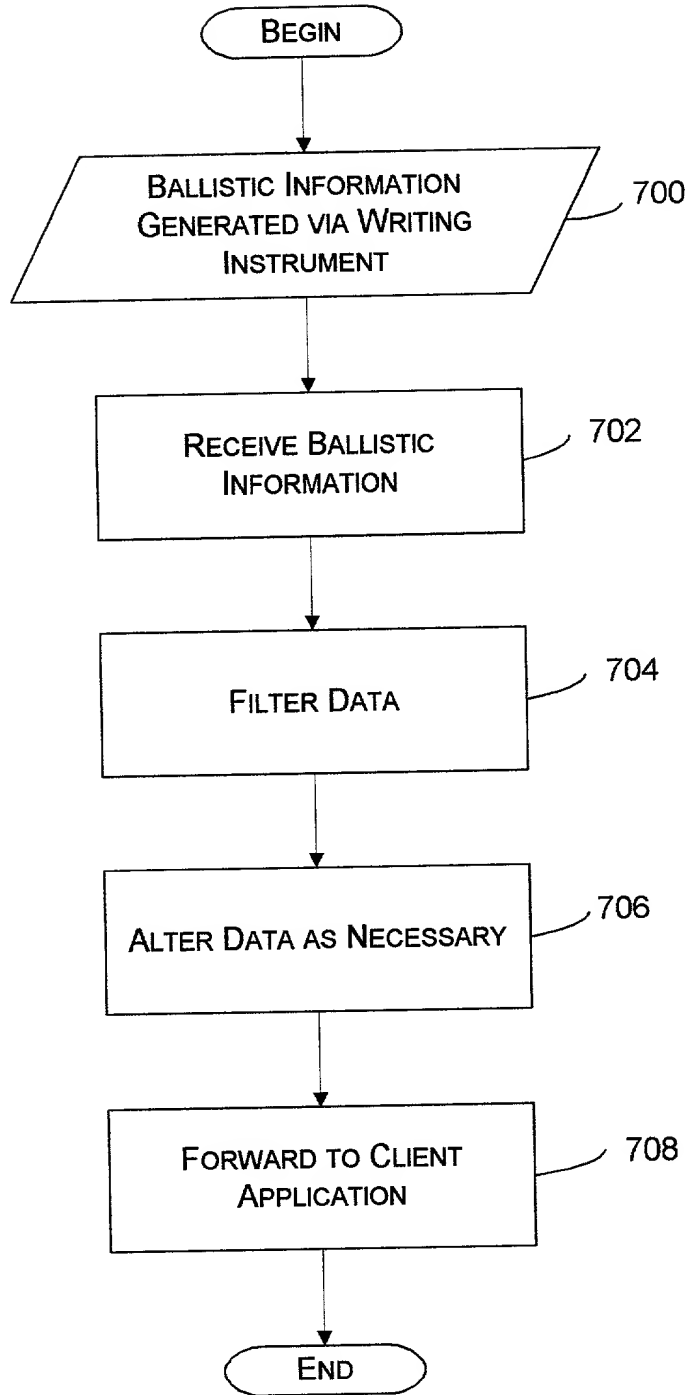 BEGIN
BALLISTIC INFORMATION
GENERATED VIA WRITING
INSTRUMENT
700
RECEIVE BALLISTIC
INFORMATION
702
FILTER DATA
704
ALTER DATA AS NECESSARY
706
FORWARD TO CLIENT
APPLICATION
708
END